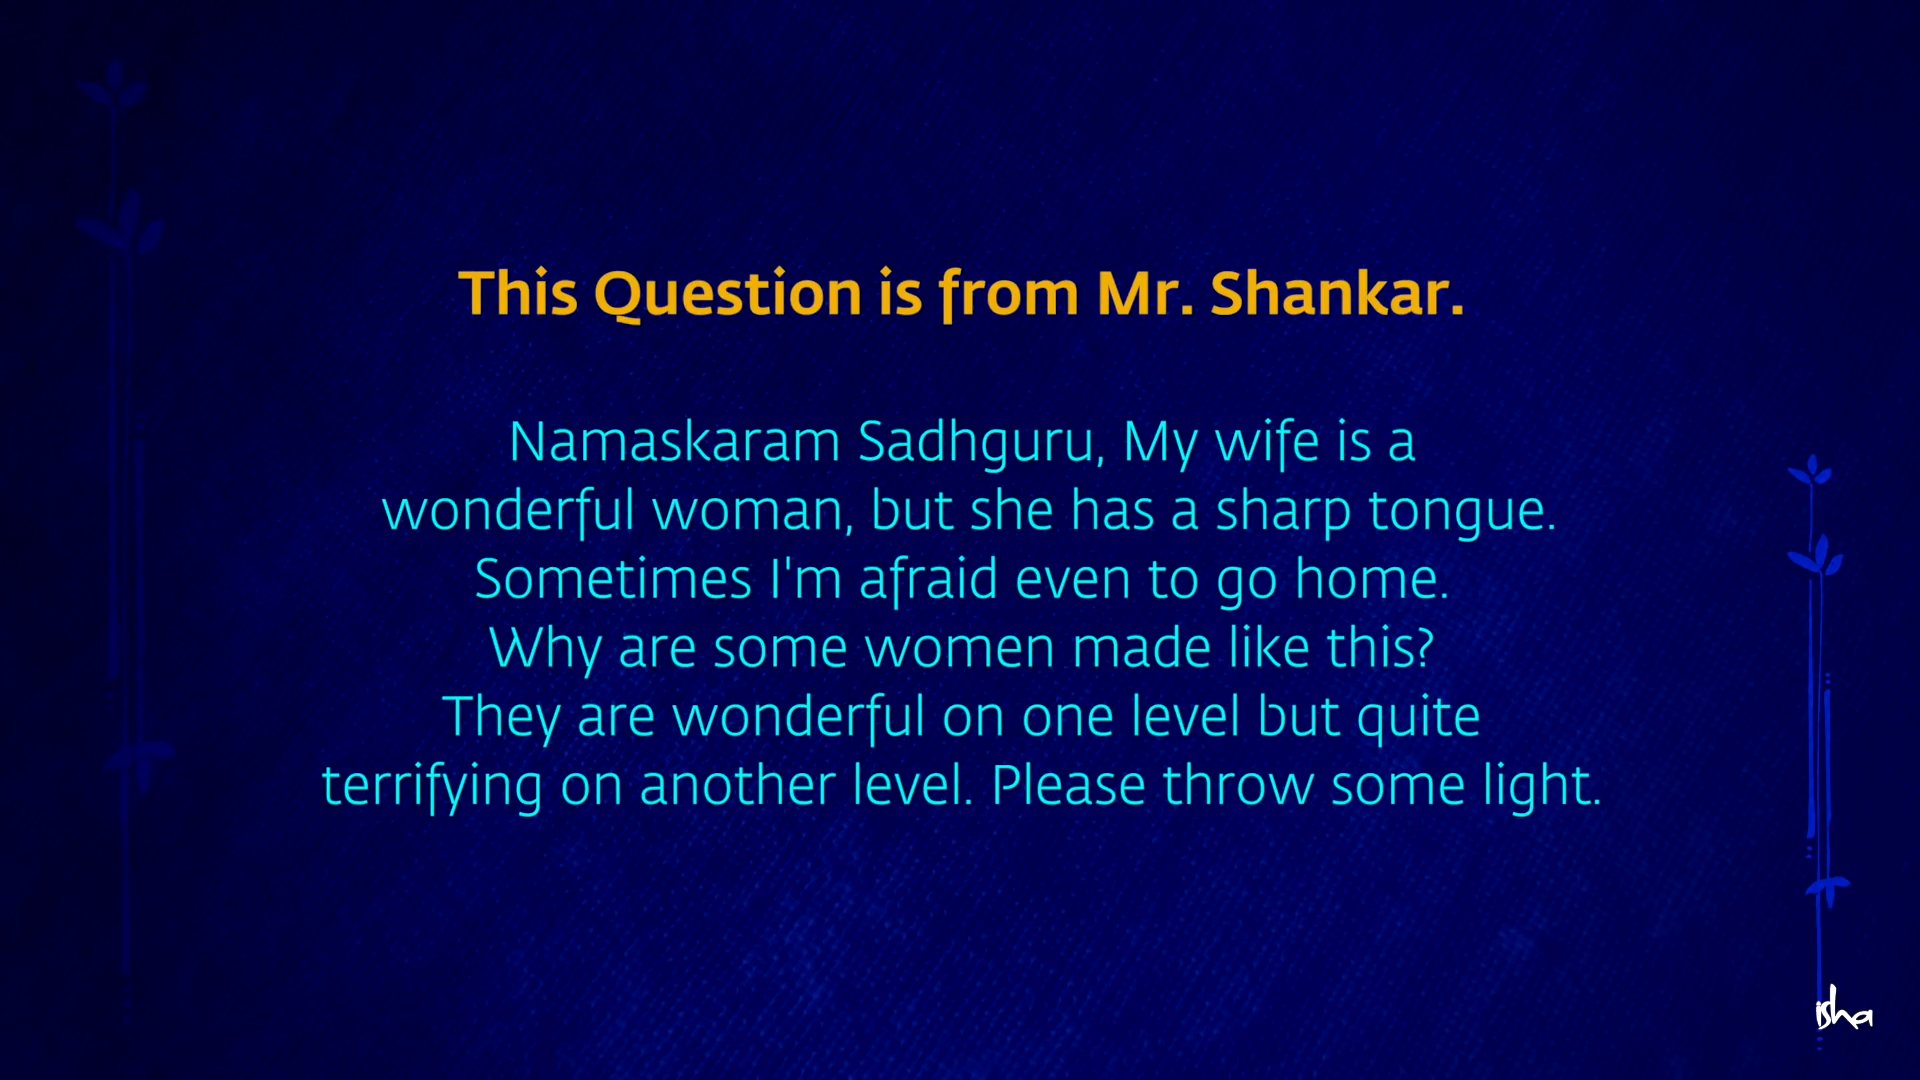 This Question is from Mr. Shankar.
Namaskaram Sadhguru, My wife is a
wonderful woman, but she has a sharp tongue.
Sometimes I'm afraid even to go home.
Why are some women made like this?
They are wonderful on one level but quite
terrifying on another level. Please throw some light.
isha